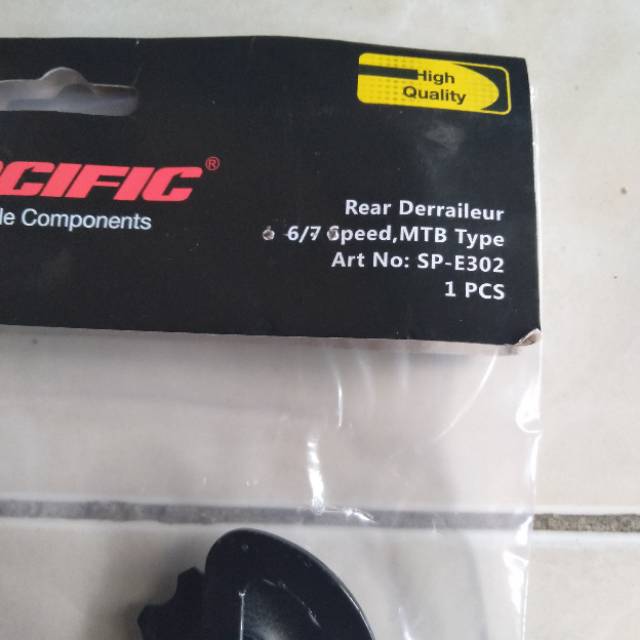 High
Quality
CIFIC®
le Components
Rear Derraileur
6/7 Speed,MTB Type
Art No: SP-E302
1 PCS